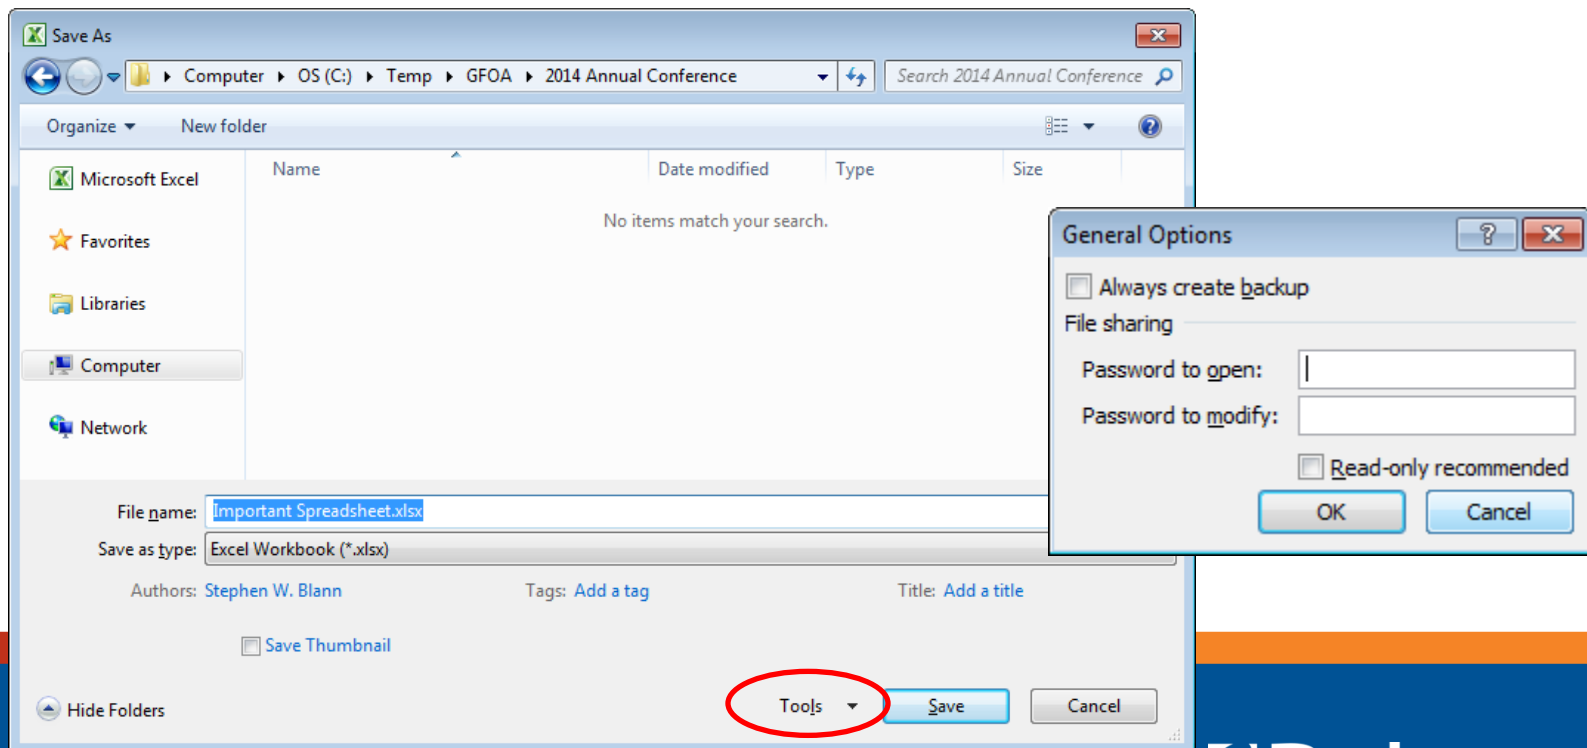 Save As
Computer ▸ OS (C:) ▸ Temp ▸ GFOA ▸ 2014 Annual Conference
Search 2014 Annual Conference
Organize
New folder
Microsoft Excel
Favorites
Libraries
Computer
Network
Name
Date modified
Type
Size
No items match your search.
File name: Important Spreadsheet.xlsx
Save as type: Excel Workbook (*.xlsx)
Authors: Stephen W. Blann
Tags: Add a tag
Title: Add a title
Save Thumbnail
Hide Folders
Tools
Save
Cancel
General Options
Always create backup
File sharing
Password to open:
Password to modify:
Read-only recommended
OK
Cancel